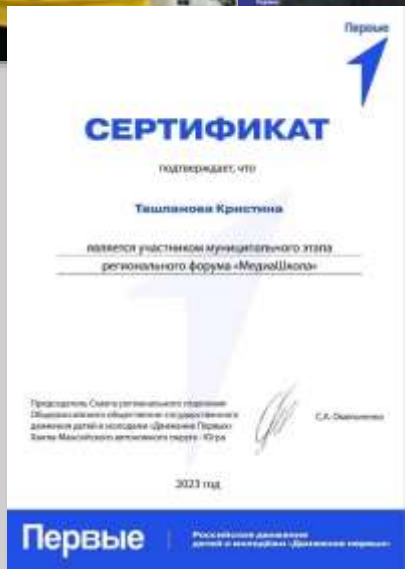 Первые
СЕРТИФИКАТ
подтверждает, что
Ташланова Кристина
является участником муниципального этапа
регионального форума «МедиаШкола»
Председатель Совета регионального отделения
Общероссийского общественно-государственного
движения детей и молодежи «Движение Первых»
Ханты-Мансийского автономного округа - Югра
С.А.
2023 год
Первые
Российское движение
детей и молодёжи «Движение первых»